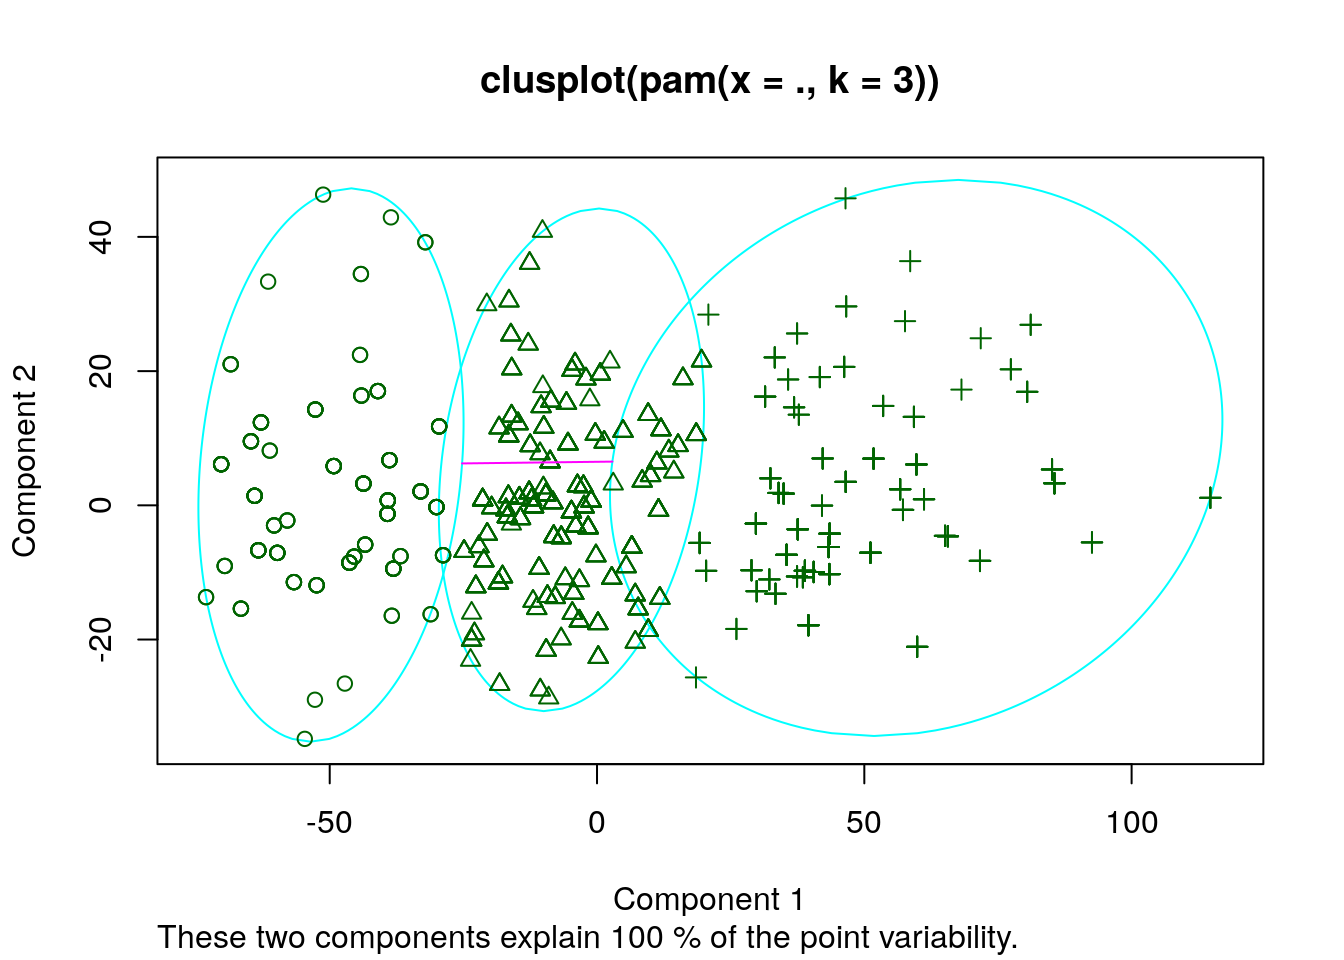 clusplot(pam(x = ., k = 3))
Component 2
40
20
0
-20
-50
0
50
100
Component 1
These two components explain 100 % of the point variability.